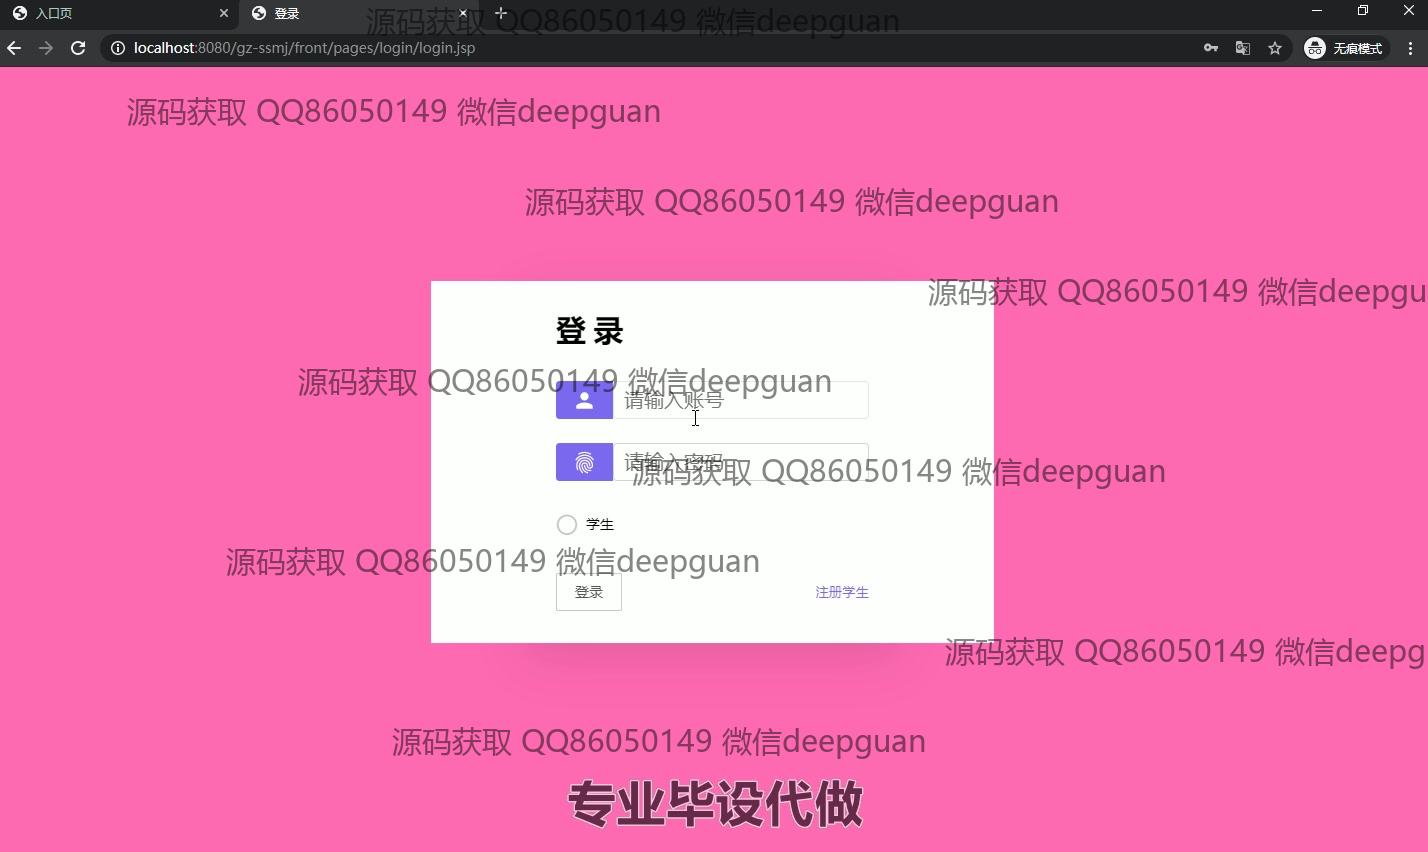 入口页
登录
源码获取 QQ86050149 微信deepguan
localhost:8080/gz-ssmj/front/pages/login/login.jsp
无痕模式
源码获取 QQ86050149 微信deepguan
源码获取 QQ86050149 微信deepguan
源码获取 QQ86050149 微信deepgu
登 录
源码获取 QQ86050149 微信deepguan
请输入账号
请输入密码
源码获取 QQ86050149 微信deepguan
学生
源码获取 QQ86050149 微信deepguan
登录
注册学生
源码获取 QQ86050149 微信deepg
源码获取 QQ86050149 微信deepguan
专业毕设代做